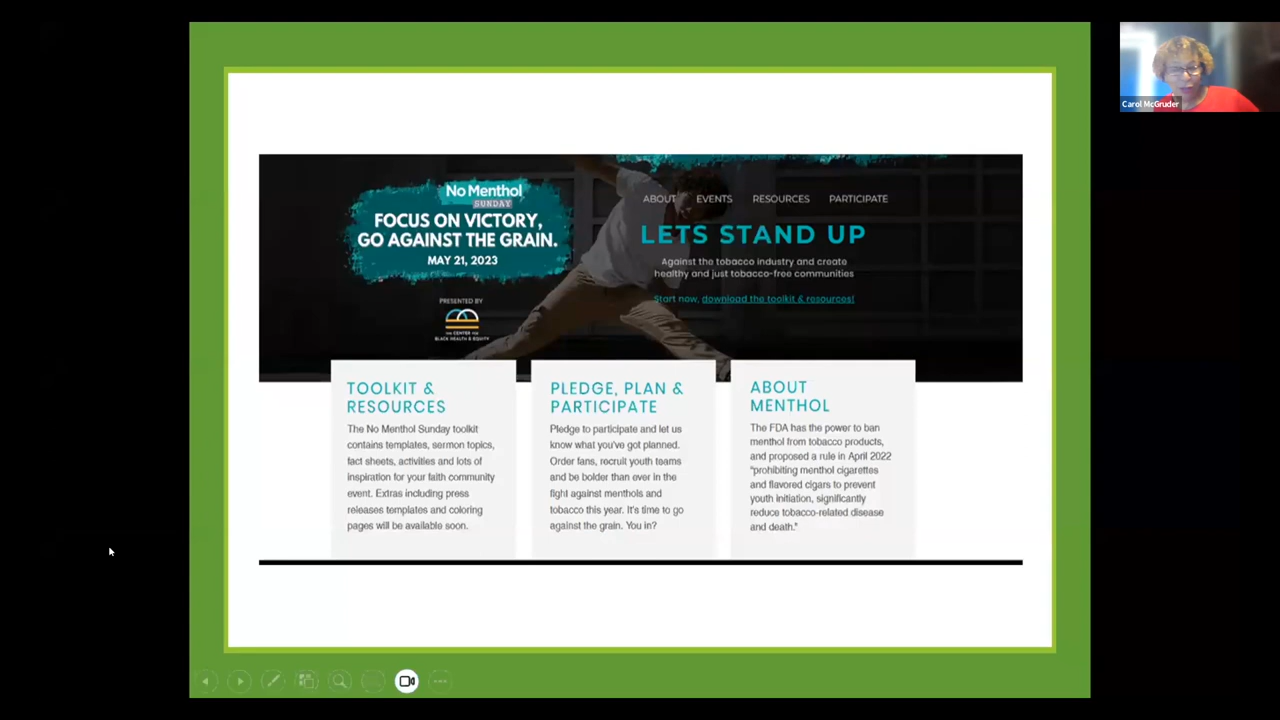 No Menthol
SUNDAY
FOCUS ON VICTORY,
GO AGAINST THE GRAIN.
MAY 21, 2023
PRESENTED BY
THE CENTER FOR
BLACK HEALTH & EQUITY
ABOUT EVENTS RESOURCES PARTICIPATE
LETS STAND UP
Against the tobacco industry and create
healthy and just tobacco-free communities
Start now, download the toolkit & resources!
TOOLKIT &
RESOURCES
The No Menthol Sunday toolkit
contains templates, sermon topics,
fact sheets, activities and lots of
inspiration for your faith community
event. Extras including press
releases templates and coloring
pages will be available soon.
PLEDGE, PLAN &
PARTICIPATE
Pledge to participate and let us
know what you've got planned.
Order fans, recruit youth teams
and be bolder than ever in the
fight against menthols and
tobacco this year. It's time to go
against the grain. You in?
ABOUT
MENTHOL
The FDA has the power to ban
menthol from tobacco products,
and proposed a rule in April 2022
"prohibiting menthol cigarettes
and flavored cigars to prevent
youth initiation, significantly
reduce tobacco-related disease
and death."
Carol McGruder